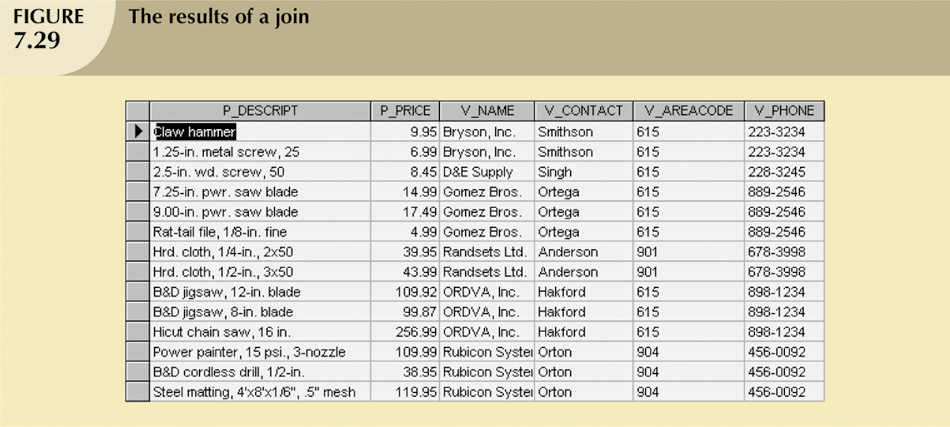 FIGURE 7.29
The results of a join
P_DESCRIPT P_PRICE V_NAME V_CONTACT V_AREACODE V_PHONE
Claw hammer 9.95 Bryson, Inc. Smithson 615 223-3234
1.25-in. metal screw, 25 6.99 Bryson, Inc. Smithson 615 223-3234
2.5-in. wd. screw, 50 8.45 D&E Supply Singh 615 228-3245
7.25-in. pwr. saw blade 14.99 Gomez Bros. Ortega 615 889-2546
9.00-in. pwr. saw blade 17.49 Gomez Bros. Ortega 615 889-2546
Rat-tail file, 1/8-in. fine 4.99 Gomez Bros. Ortega 615 889-2546
Hrd. cloth, 1/4-in., 2x50 39.95 Randsets Ltd. Anderson 901 678-3998
Hrd. cloth, 1/2-in., 3x50 43.99 Randsets Ltd. Anderson 901 678-3998
B&D jigsaw, 12-in. blade 109.92 ORDVA, Inc. Hakford 615 898-1234
B&D jigsaw, 8-in. blade 99.87 ORDVA, Inc. Hakford 615 898-1234
Hicut chain saw, 16 in. 256.99 ORDVA, Inc. Hakford 615 898-1234
Power painter, 15 psi., 3-nozzle 109.99 Rubicon Syster Orton 904 456-0092
B&D cordless drill, 1/2-in. 38.95 Rubicon Syster Orton 904 456-0092
Steel matting, 4'x8'x1/6", .5" mesh 119.95 Rubicon Syster Orton 904 456-0092